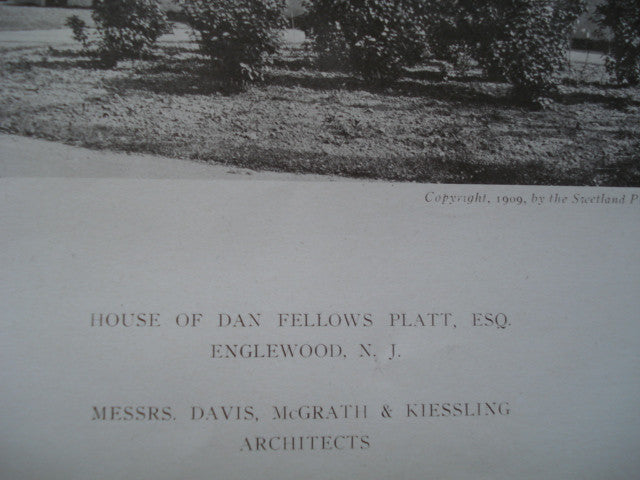 Copyright, 1909, by the Swetland P
HOUSE OF DAN FELLOWS PLATT, ESQ.
ENGLEWOOD, N. J.
MESSRS. DAVIS, McGRATH & KIESSLING
ARCHITECTS